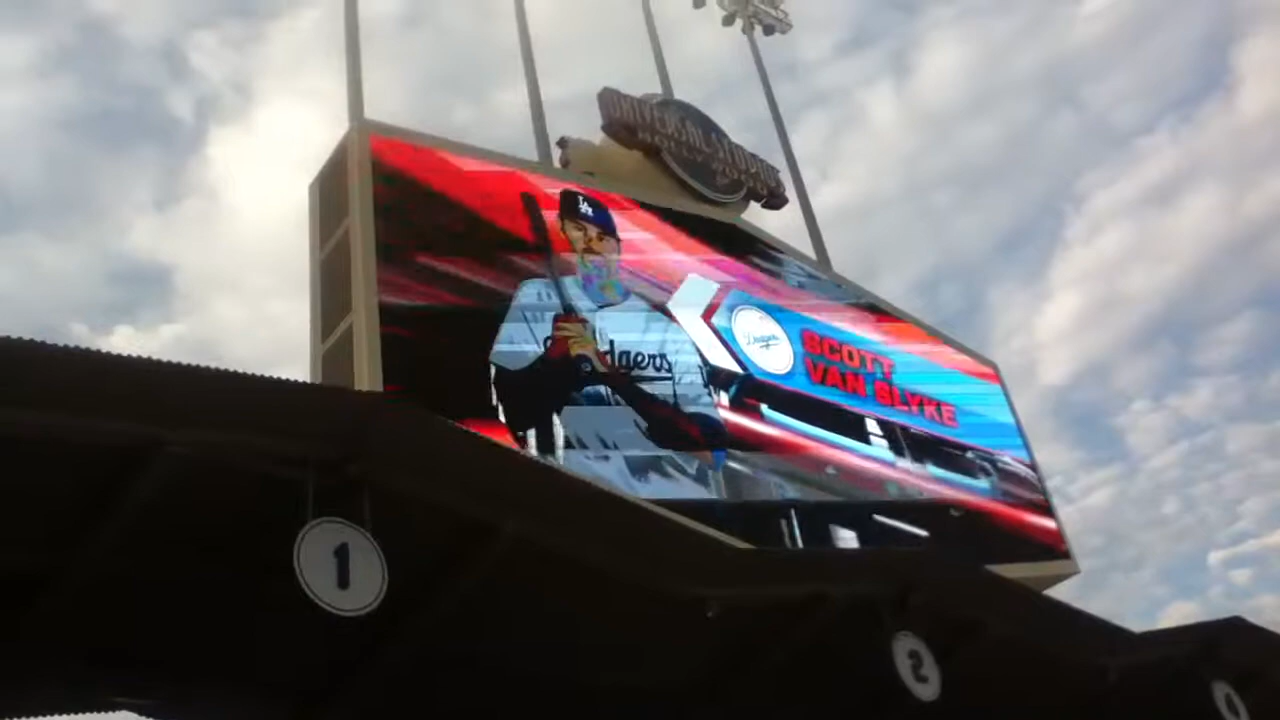 UNIVERSAL STUDIOS
LA
Dodgers
Dodgers
SCOTT
VAN SLYKE
1
2